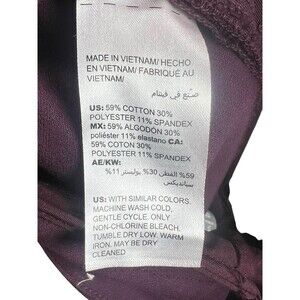 MADE IN VIETNAM/ HECHO
EN VIETNAM/ FABRIQUÉ AU
VIETNAM/
صنع في فيتنام
US: 59% COTTON 30%
POLYESTER 11% SPANDEX
MX: 59% ALGODÓN 30%
poliéster 11% elastano CA:
59% COTON 30%
POLYESTER 11% SPANDEX
AE/KW:
59% القطن 30% بوليستر 11%
سبانديكس
US: WITH SIMILAR COLORS.
MACHINE WASH COLD,
GENTLE CYCLE. ONLY
NON-CHLORINE BLEACH.
TUMBLE DRY LOW. WARM
IRON. MAY BE DRY
CLEANED